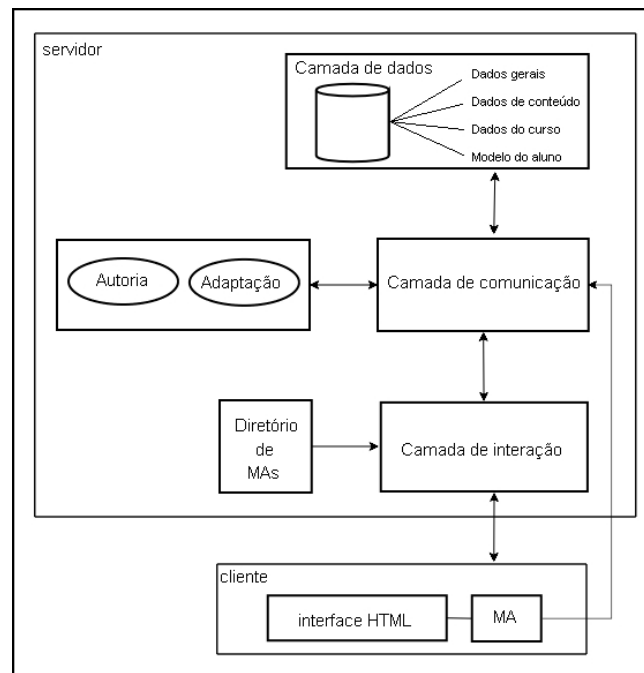 servidor
Camada de dados
Dados gerais
Dados de conteúdo
Dados do curso
Modelo do aluno
Autoria
Adaptação
Camada de comunicação
Diretório
de
MAs
Camada de interação
cliente
interface HTML
MA